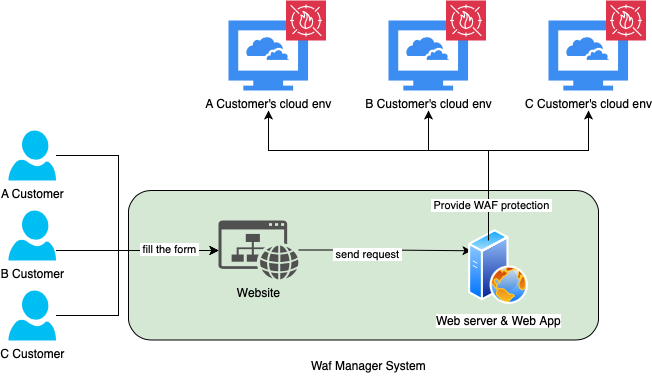 A Customer's cloud env
B Customer's cloud env
C Customer's cloud env
A Customer
Provide WAF protection
fill the form
send request
B Customer
Website
Web server & Web App
C Customer
Waf Manager System